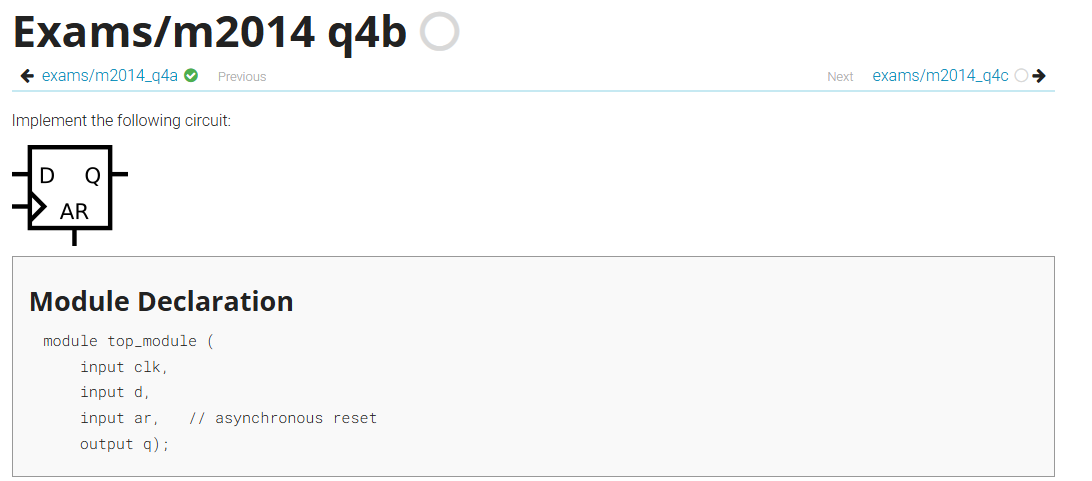 Exams/m2014 q4b
exams/m2014_q4a Previous
Next exams/m2014_q4c
Implement the following circuit:
D Q
AR
Module Declaration
module top_module (
    input clk,
    input d,
    input ar,   // asynchronous reset
    output q);